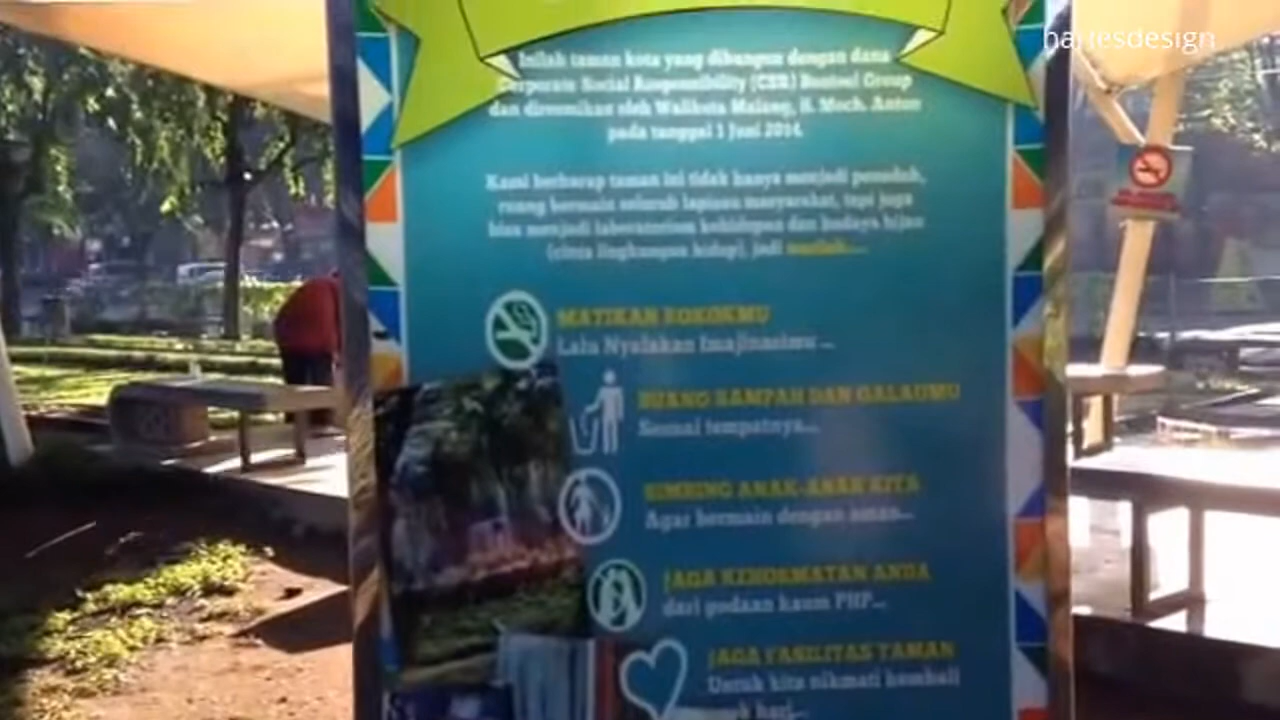 hartesdesign
Inilah taman kota yang dibangun dengan dana
Corporate Social Responsibility (CSR) Bentoel Group
dan diresmikan oleh Walikota Malang, H. Moch. Anton
pada tanggal 1 Juni 2014.
Kami berharap taman ini tidak hanya menjadi peneduh,
ruang bermain seluruh lapisan masyarakat, tapi juga
bisa menjadi laboratorium kehidupan dan budaya hijau
(cinta lingkungan hidup), jadi
MATIKAN ROKOKMU
Lalu Nyalakan Imajinasimu ...
BUANG SAMPAH DAN GALAUMU
Sesuai tempatnya...
BIMBING ANAK-ANAK KITA
Agar bermain dengan aman...
JAGA KEHORMATAN ANDA
dari godaan kaum PHP...
JAGA FASILITAS TAMAN
Untuk kita nikmati kembali
hari...